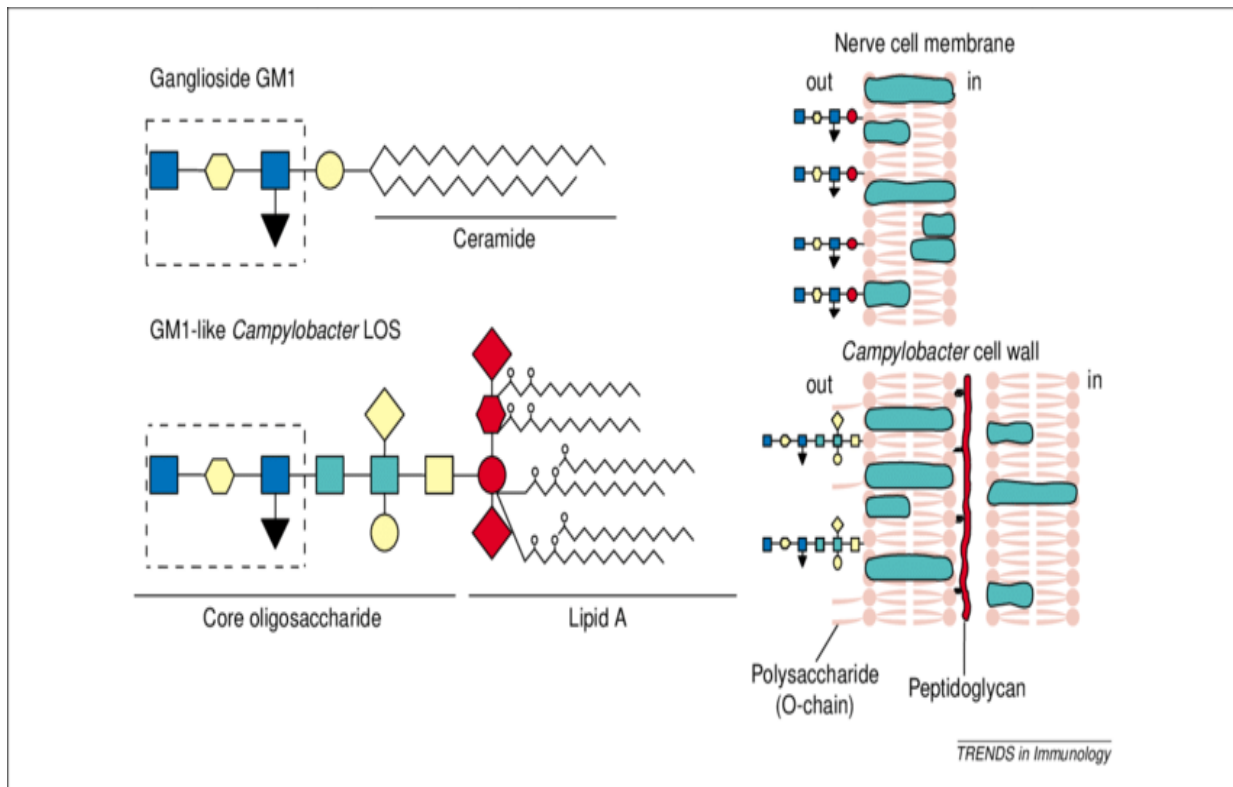 Ganglioside GM1
Ceramide
GM1-like Campylobacter LOS
Core oligosaccharide
Lipid A
Nerve cell membrane
out
in
Campylobacter cell wall
out
in
Polysaccharide
(O-chain)
Peptidoglycan
TRENDS in Immunology